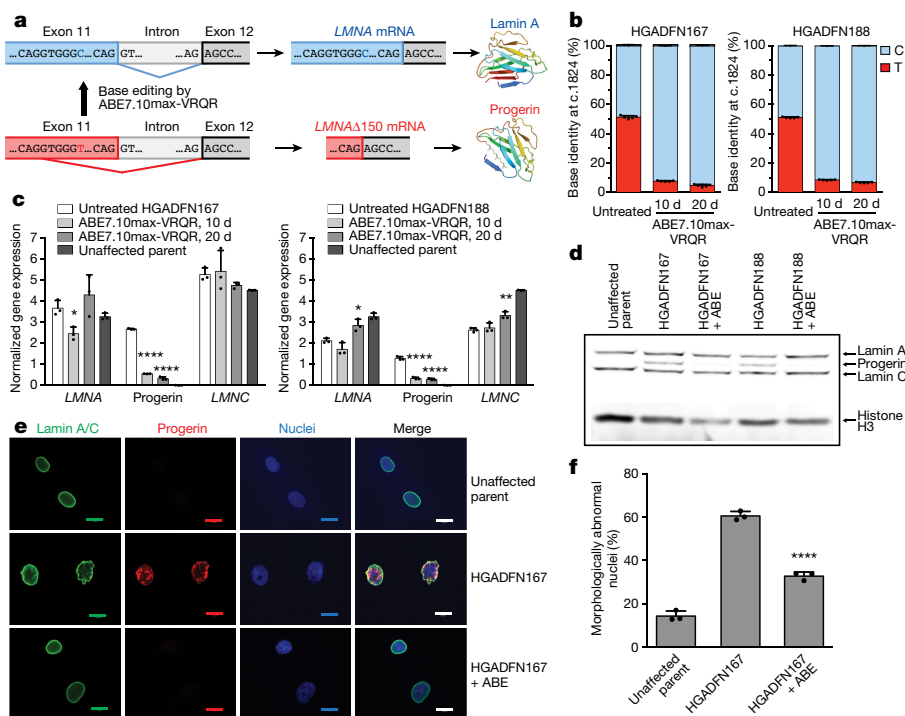 a
Exon 11 Intron Exon 12
LMNA mRNA
Lamin A
…CAGGTGGGC…CAG GT… …AG AGCC…
…CAGGTGGGC…CAG AGCC…
Base editing by
ABE7.10max-VRQR
Exon 11 Intron Exon 12
LMNAΔ150 mRNA
Progerin
…CAGGTGGGT…CAG GT… …AG AGCC…
…CAG AGCC…
b
HGADFN167
Base identity at c.1824 (%)
100
80
60
40
20
0
Untreated
10 d 20 d
ABE7.10max-
VRQR
HGADFN188
Base identity at c.1824 (%)
100
80
60
40
20
0
Untreated
10 d 20 d
ABE7.10max-
VRQR
C
T
c
Untreated HGADFN167
ABE7.10max-VRQR, 10 d
ABE7.10max-VRQR, 20 d
Unaffected parent
Normalized gene expression
7
6
5
4
3
2
1
0
*
****
****
LMNA Progerin LMNC
Untreated HGADFN188
ABE7.10max-VRQR, 10 d
ABE7.10max-VRQR, 20 d
Unaffected parent
Normalized gene expression
7
6
5
4
3
2
1
0
*
****
****
**
LMNA Progerin LMNC
d
Unaffected
parent
HGADFN167
HGADFN167
+ ABE
HGADFN188
HGADFN188
+ ABE
Lamin A
Progerin
Lamin C
Histone
H3
e
Lamin A/C Progerin Nuclei Merge
Unaffected
parent
HGADFN167
HGADFN167
+ ABE
f
Morphologically abnormal
nuclei (%)
80
60
40
20
0
****
Unaffected
parent
HGADFN167
HGADFN167
+ ABE